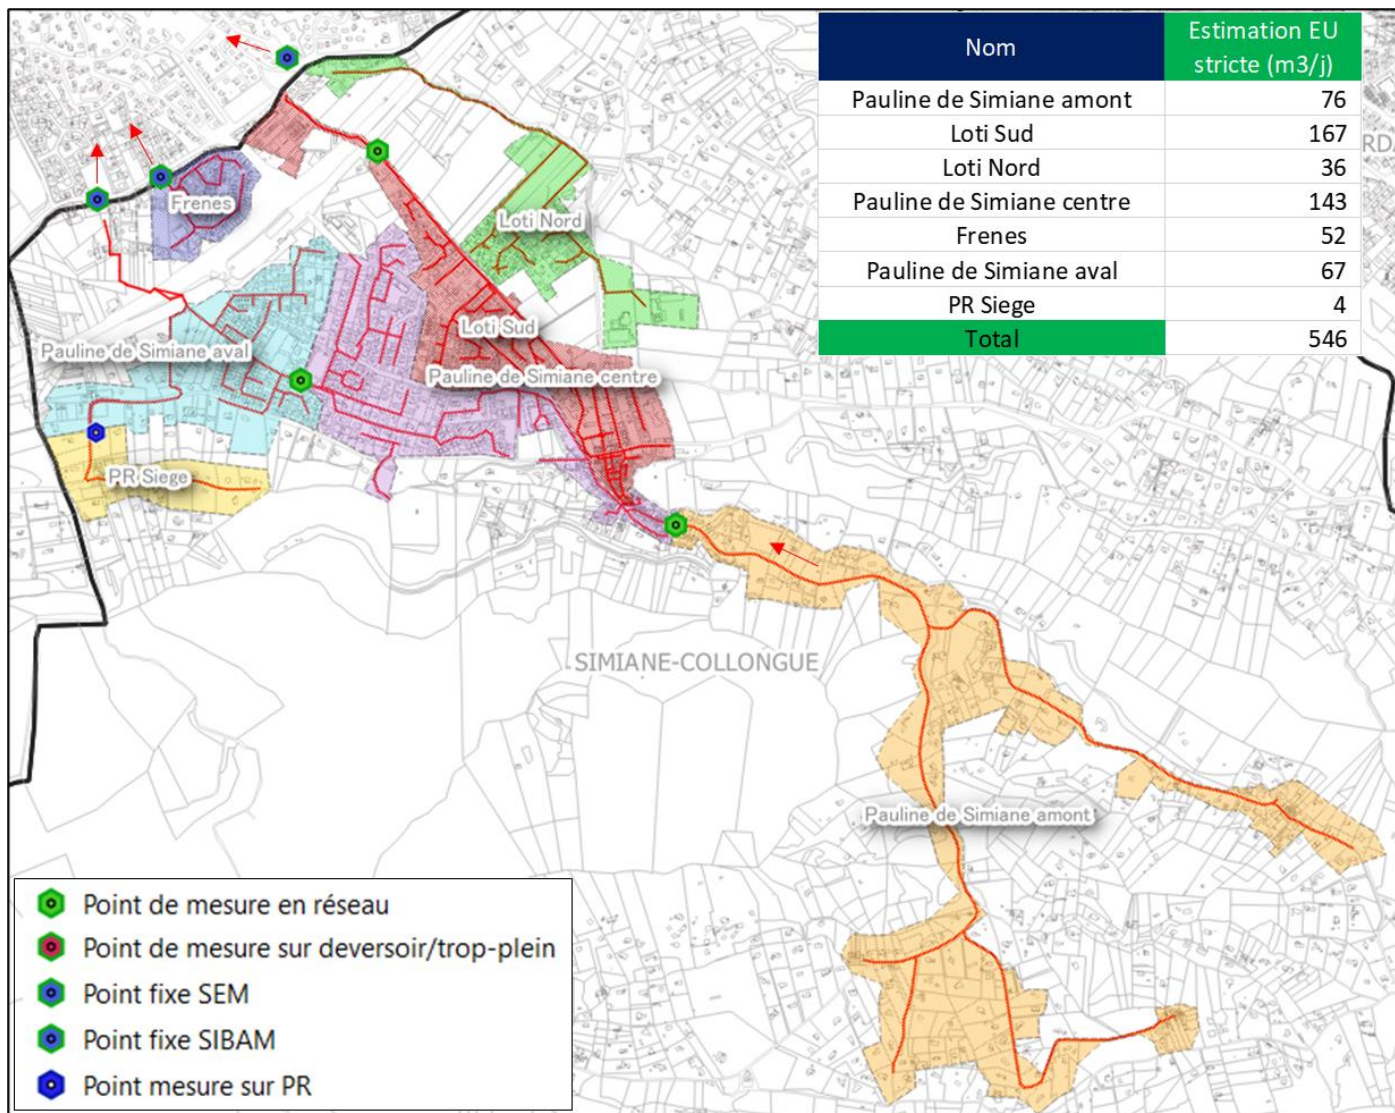 Nom Estimation EU stricte (m3/j)
Pauline de Simiane amont 76
Loti Sud 167
Loti Nord 36
Pauline de Simiane centre 143
Frenes 52
Pauline de Simiane aval 67
PR Siege 4
Total 546
Frenes
Loti Nord
Loti Sud
Pauline de Simiane aval
Pauline de Simiane centre
PR Siege
SIMIANE-COLLONGUE
Pauline de Simiane amont
Point de mesure en réseau
Point de mesure sur deversoir/trop-plein
Point fixe SEM
Point fixe SIBAM
Point mesure sur PR